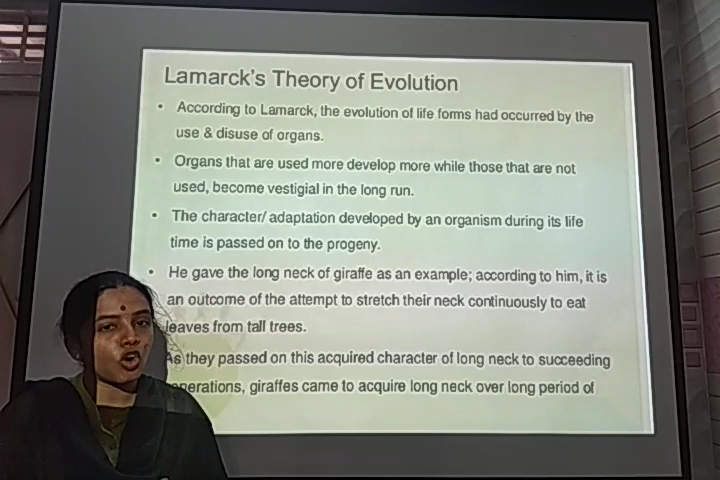 Lamarck's Theory of Evolution
• According to Lamarck, the evolution of life forms had occurred by the
use & disuse of organs.
• Organs that are used more develop more while those that are not
used, become vestigial in the long run.
• The character/ adaptation developed by an organism during its life
time is passed on to the progeny.
• He gave the long neck of giraffe as an example; according to him, it is
an outcome of the attempt to stretch their neck continuously to eat
leaves from tall trees.
As they passed on this acquired character of long neck to succeeding
generations, giraffes came to acquire long neck over long period of